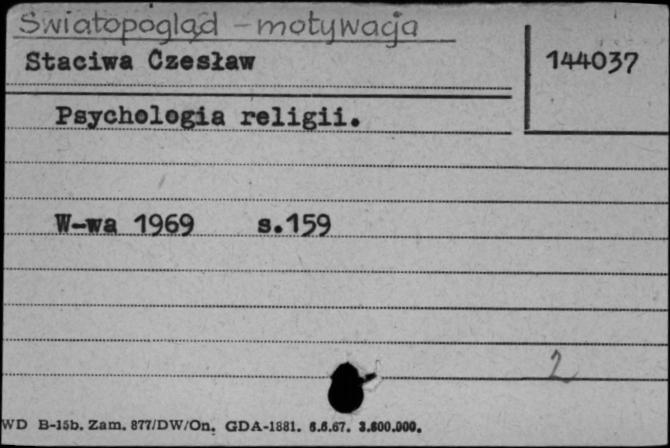 Światopogląd – motywacja
Staciwa Czesław
144037
Psychologia religii.
W-wa 1969 s.159
2
WD B-15b. Zam. 877/DW/On. GDA-1881. 6.6.67. 3.600.000.